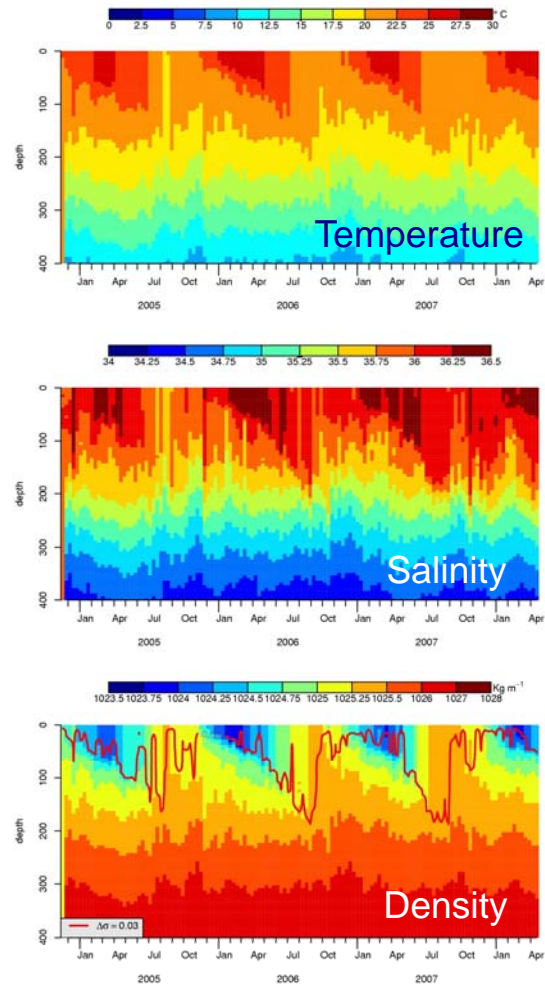 ° C
0 2.5 5 7.5 10 12.5 15 17.5 20 22.5 25 27.5 30
0
100
200
300
400
depth
Temperature
Jan Apr Jul Oct Jan Apr Jul Oct Jan Apr Jul Oct Jan Apr
2005 2006 2007
34 34.25 34.5 34.75 35 35.25 35.5 35.75 36 36.25 36.5
0
100
200
300
400
depth
Salinity
Jan Apr Jul Oct Jan Apr Jul Oct Jan Apr Jul Oct Jan Apr
2005 2006 2007
Kg m⁻¹
1023.5 1023.75 1024 1024.25 1024.5 1024.75 1025 1025.25 1025.5 1026 1027 1028
0
100
200
300
400
depth
Density
Δσ = 0.03
Jan Apr Jul Oct Jan Apr Jul Oct Jan Apr Jul Oct Jan Apr
2005 2006 2007